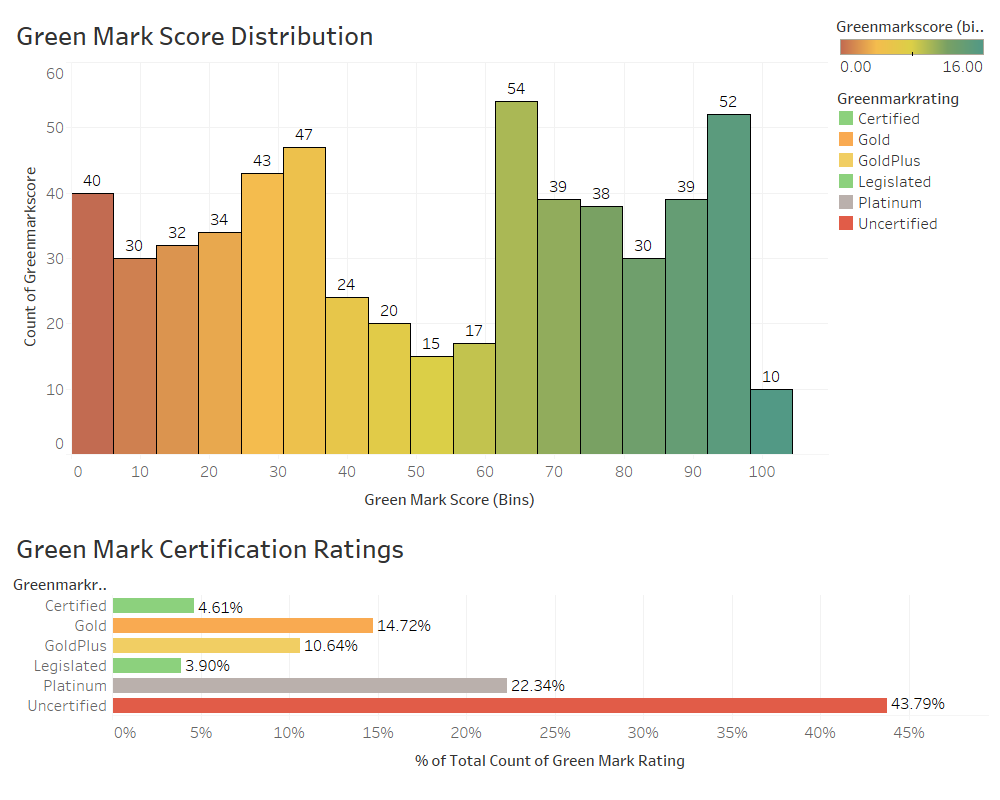 Green Mark Score Distribution
Greenmarkscore (bi..
0.00 16.00
Greenmarkrating
Certified
Gold
GoldPlus
Legislated
Platinum
Uncertified
Count of Greenmarkscore
60
50
40
30
20
10
0
40 30 32 34 43 47 24 20 15 17 54 39 38 30 39 52 10
0 10 20 30 40 50 60 70 80 90 100
Green Mark Score (Bins)
Green Mark Certification Ratings
Greenmarkr..
Certified 4.61%
Gold 14.72%
GoldPlus 10.64%
Legislated 3.90%
Platinum 22.34%
Uncertified 43.79%
0% 5% 10% 15% 20% 25% 30% 35% 40% 45%
% of Total Count of Green Mark Rating